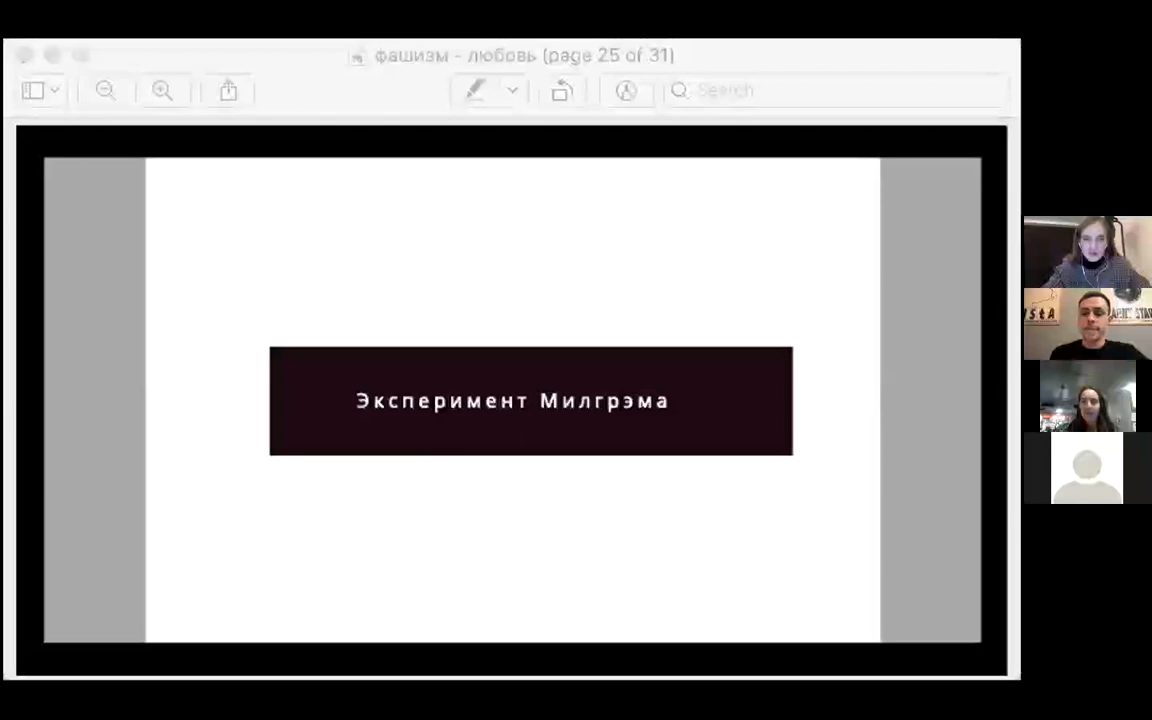 фашизм - любовь (page 25 of 31)
Search
Эксперимент Милгрэма